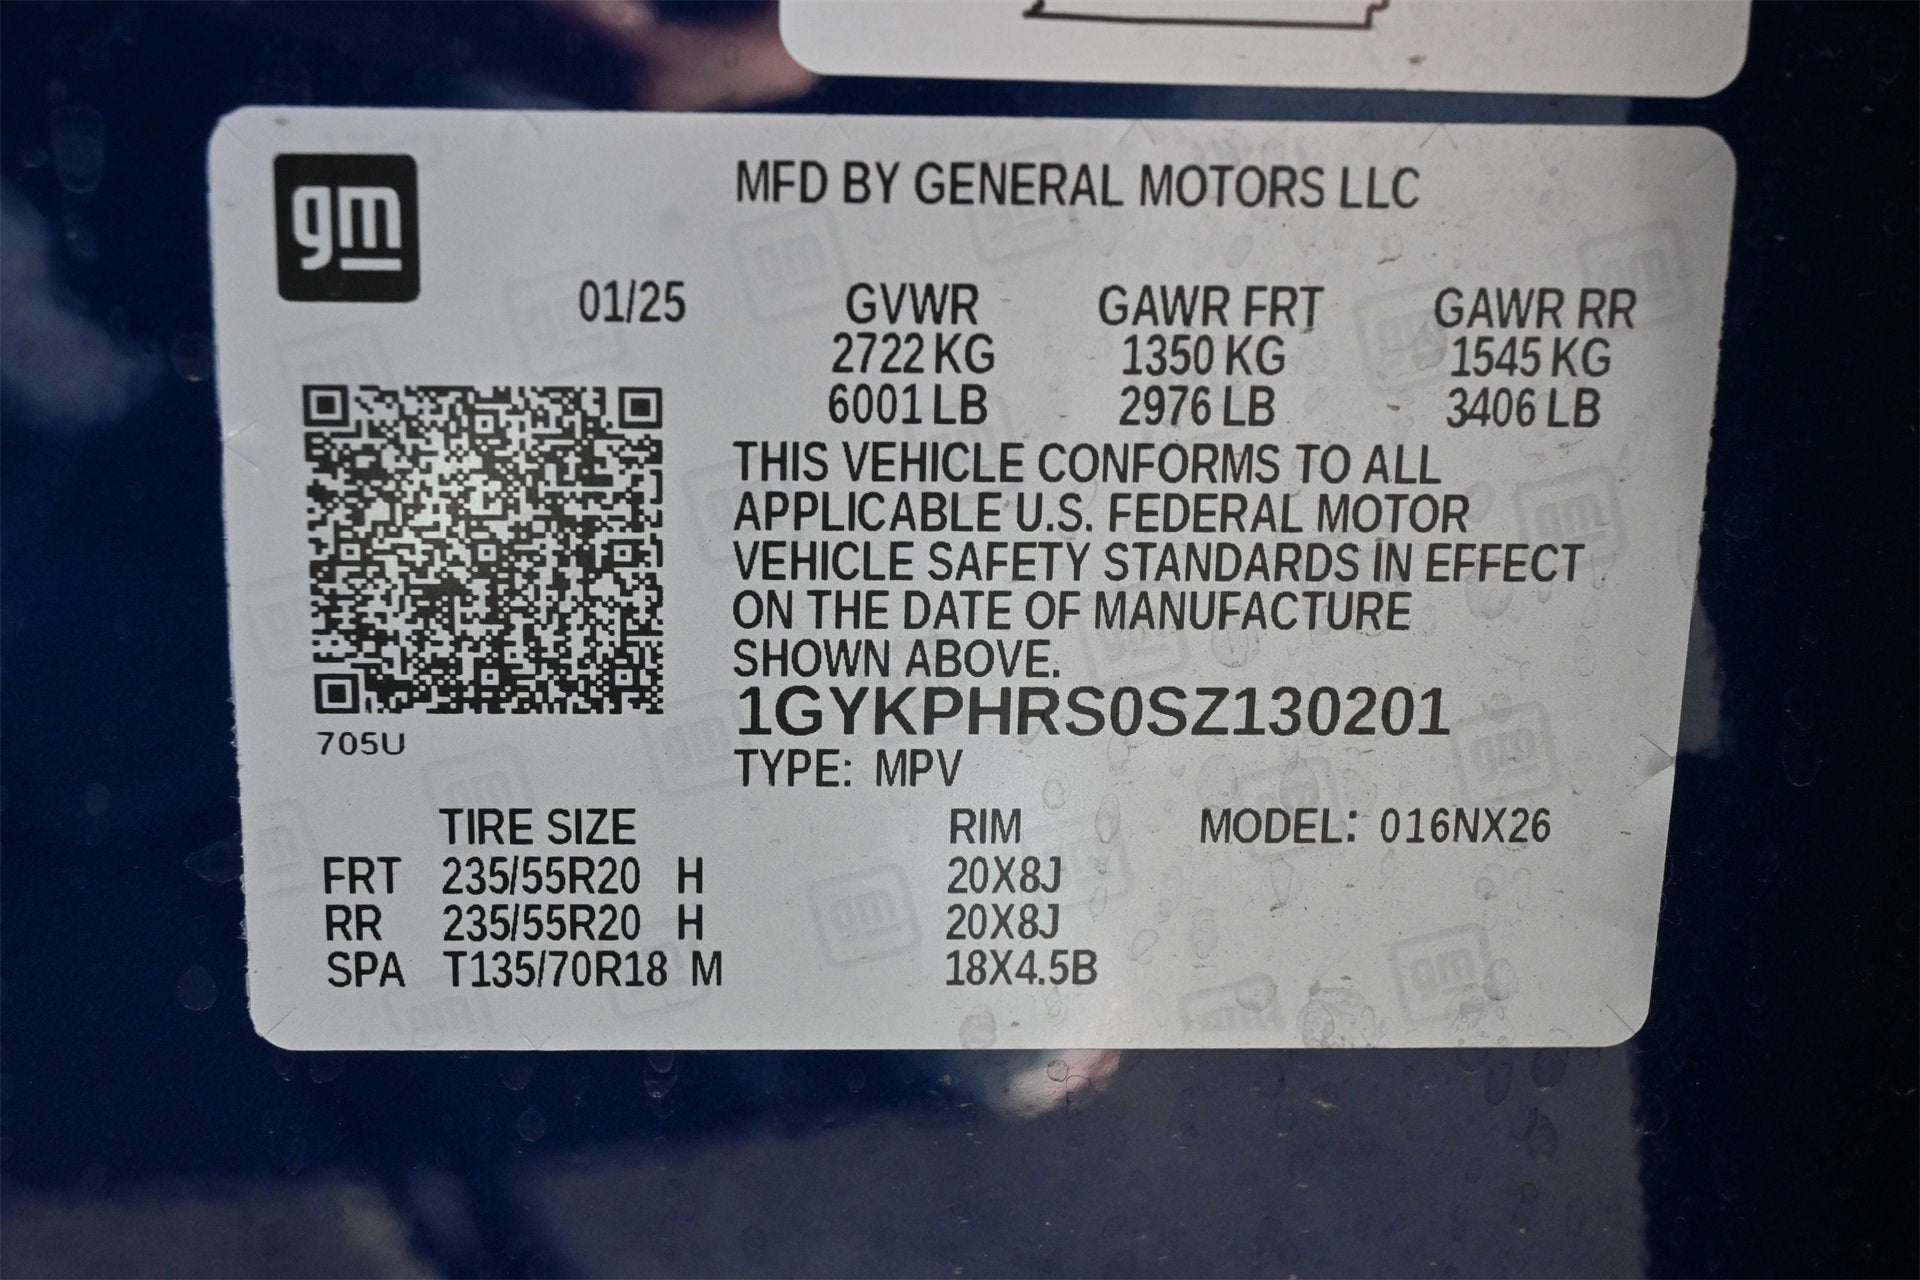 gm
MFD BY GENERAL MOTORS LLC
01/25 GVWR GAWR FRT GAWR RR
2722 KG 1350 KG 1545 KG
6001 LB 2976 LB 3406 LB
THIS VEHICLE CONFORMS TO ALL
APPLICABLE U.S. FEDERAL MOTOR
VEHICLE SAFETY STANDARDS IN EFFECT
ON THE DATE OF MANUFACTURE
SHOWN ABOVE.
1GYKPHRS0SZ130201
705U
TYPE: MPV
TIRE SIZE RIM MODEL: 016NX26
FRT 235/55R20 H 20X8J
RR 235/55R20 H 20X8J
SPA T135/70R18 M 18X4.5B